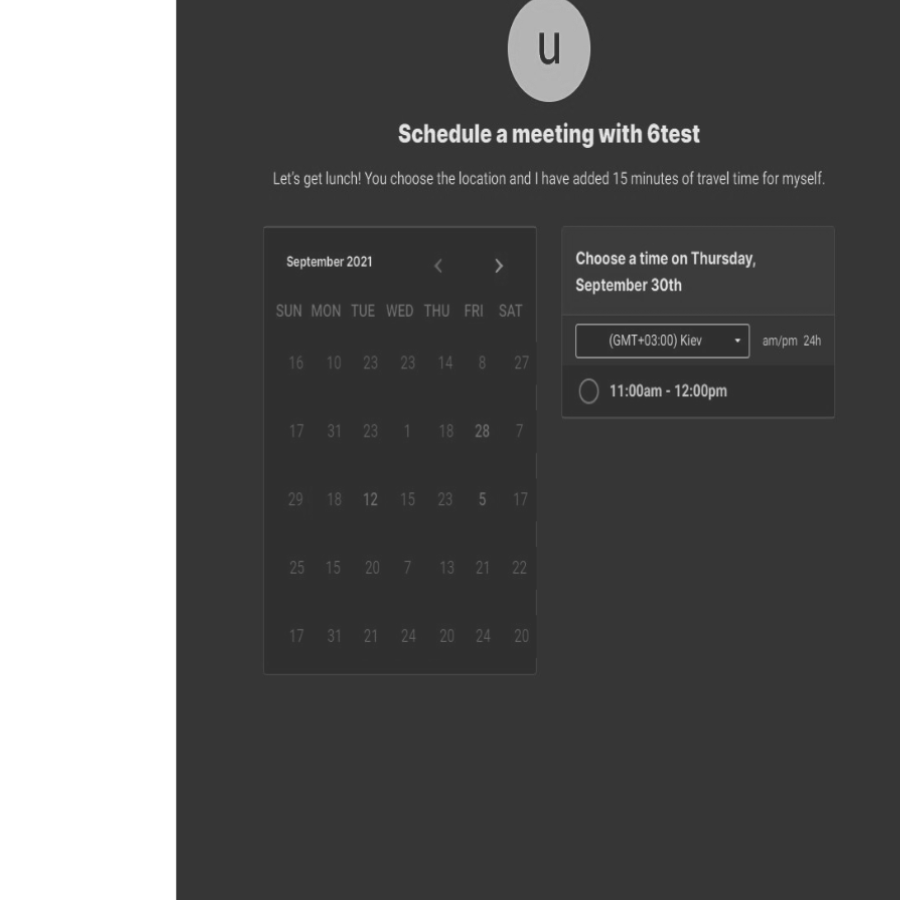 u
Schedule a meeting with 6test
Let's get lunch! You choose the location and I have added 15 minutes of travel time for myself.
September 2021
SUN MON TUE WED THU FRI SAT
16 10 23 23 14 8 27
17 31 23 1 18 28 7
29 18 12 15 23 5 17
25 15 20 7 13 21 22
17 31 21 24 20 24 20
Choose a time on Thursday,
September 30th
(GMT+03:00) Kiev am/pm 24h
11:00am - 12:00pm